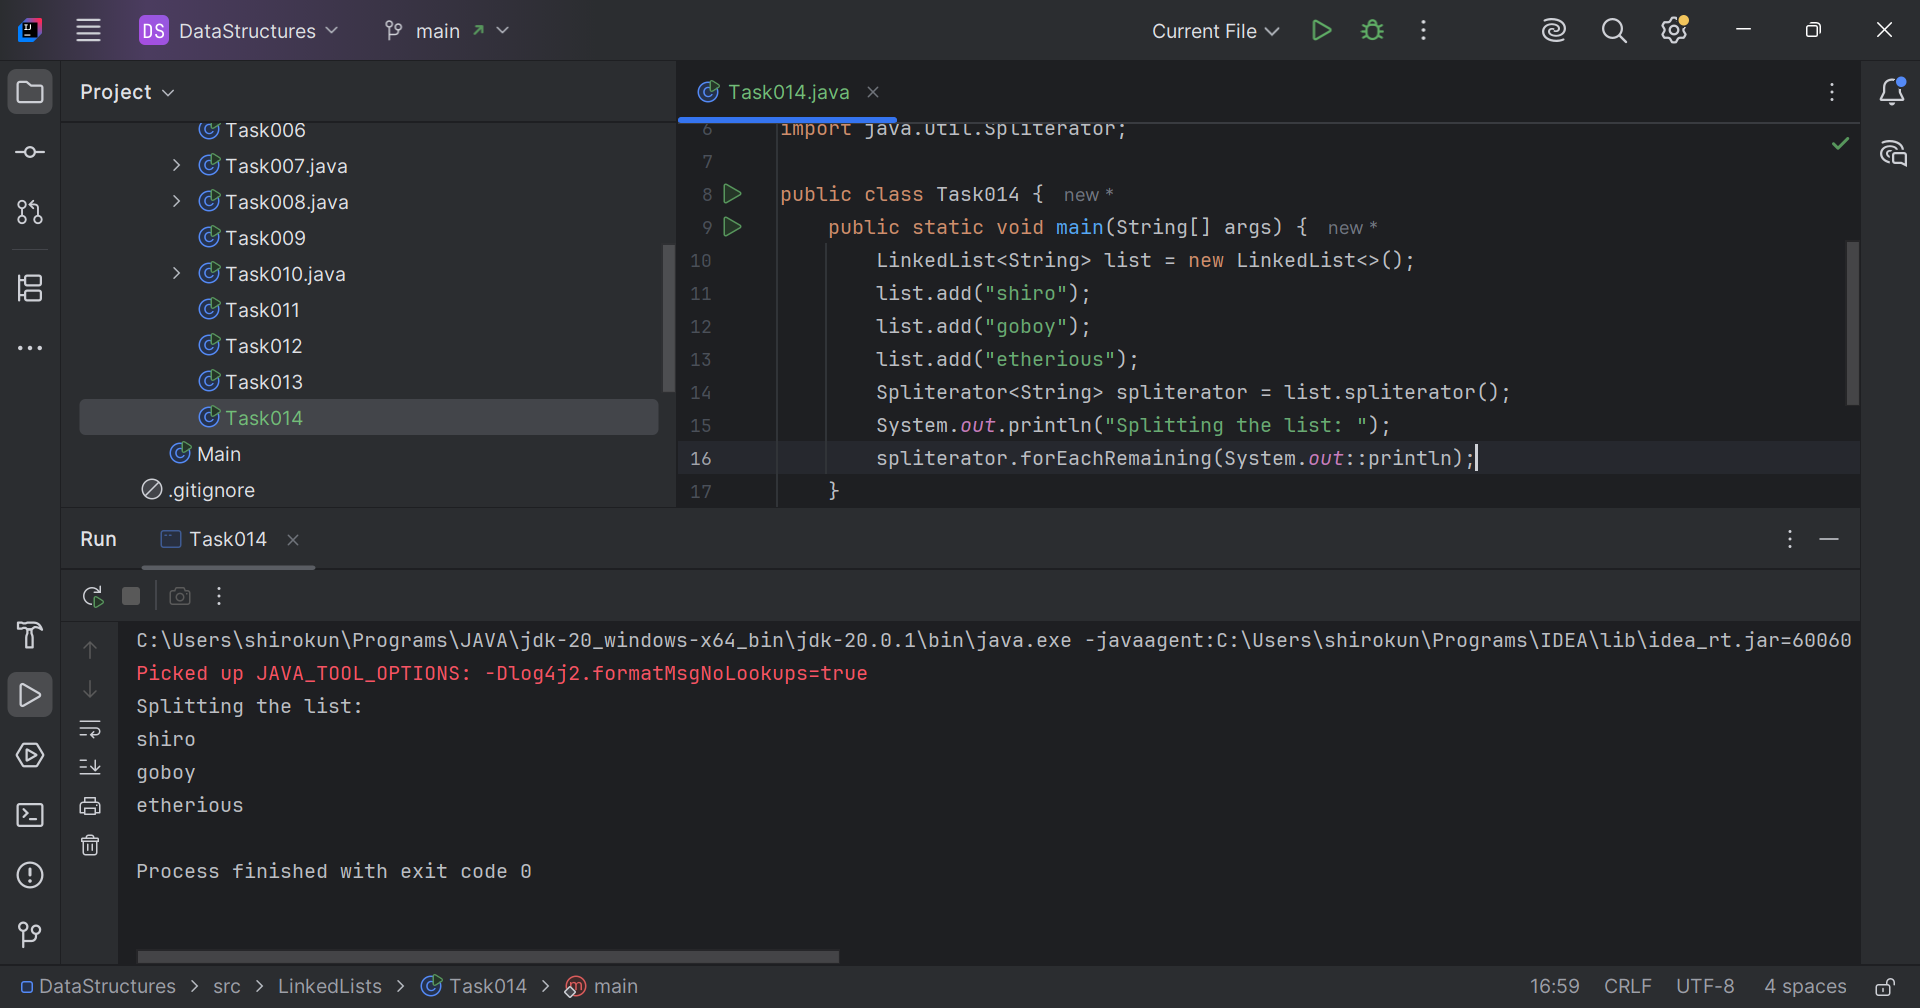 DS DataStructures main Current File
Project
Task014.java
Task006
Task007.java
Task008.java
Task009
Task010.java
Task011
Task012
Task013
Task014
Main
.gitignore
6 import java.util.Spliterator;
7
8 public class Task014 { new *
9 public static void main(String[] args) { new *
10 LinkedList<String> list = new LinkedList<>();
11 list.add("shiro");
12 list.add("goboy");
13 list.add("etherious");
14 Spliterator<String> spliterator = list.spliterator();
15 System.out.println("Splitting the list: ");
16 spliterator.forEachRemaining(System.out::println);
17 }
Run Task014
C:\Users\shirokun\Programs\JAVA\jdk-20_windows-x64_bin\jdk-20.0.1\bin\java.exe -javaagent:C:\Users\shirokun\Programs\IDEA\lib\idea_rt.jar=60060
Picked up JAVA_TOOL_OPTIONS: -Dlog4j2.formatMsgNoLookups=true
Splitting the list:
shiro
goboy
etherious
Process finished with exit code 0
DataStructures > src > LinkedLists > Task014 > main 16:59 CRLF UTF-8 4 spaces